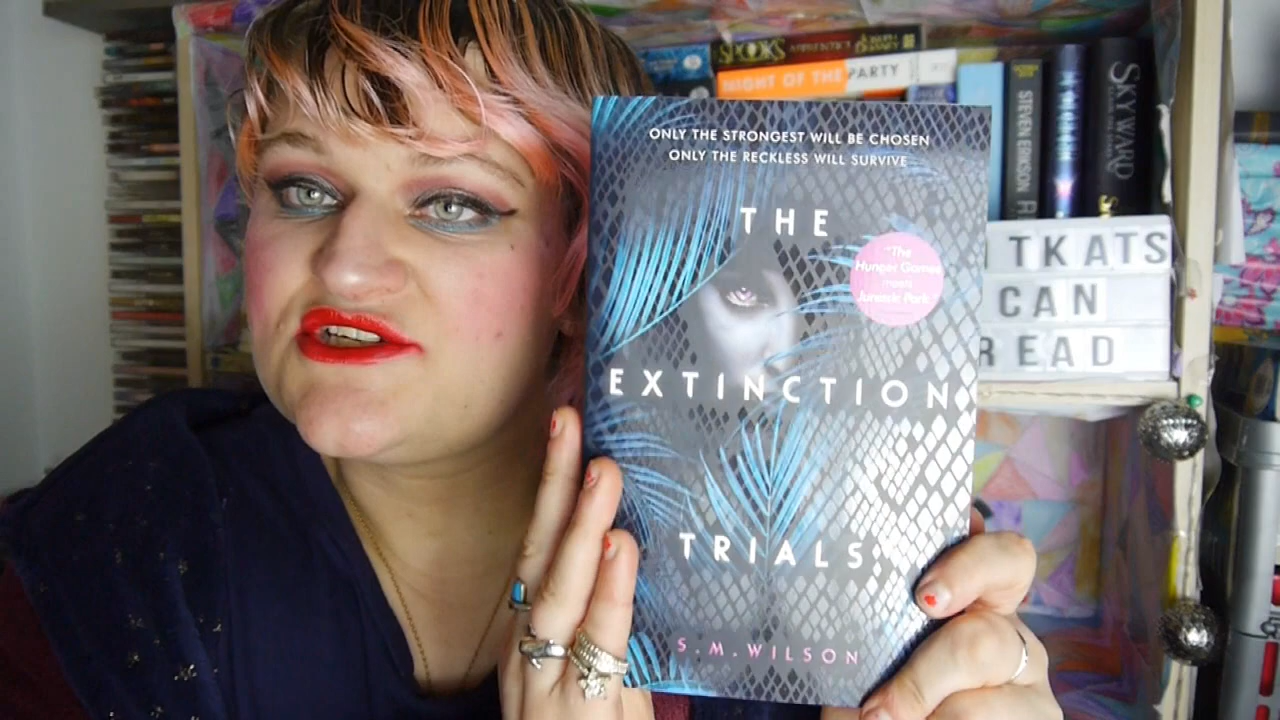 SPOOK'S
NIGHT OF THE PARTY
STEVEN ERIKSON
SKYWARD
ONLY THE STRONGEST WILL BE CHOSEN
ONLY THE RECKLESS WILL SURVIVE
THE
"The
Hunger Games
meets
Jurassic Park"
EXTINCTION
TRIALS
S.M.WILSON
TKATS
CAN
READ